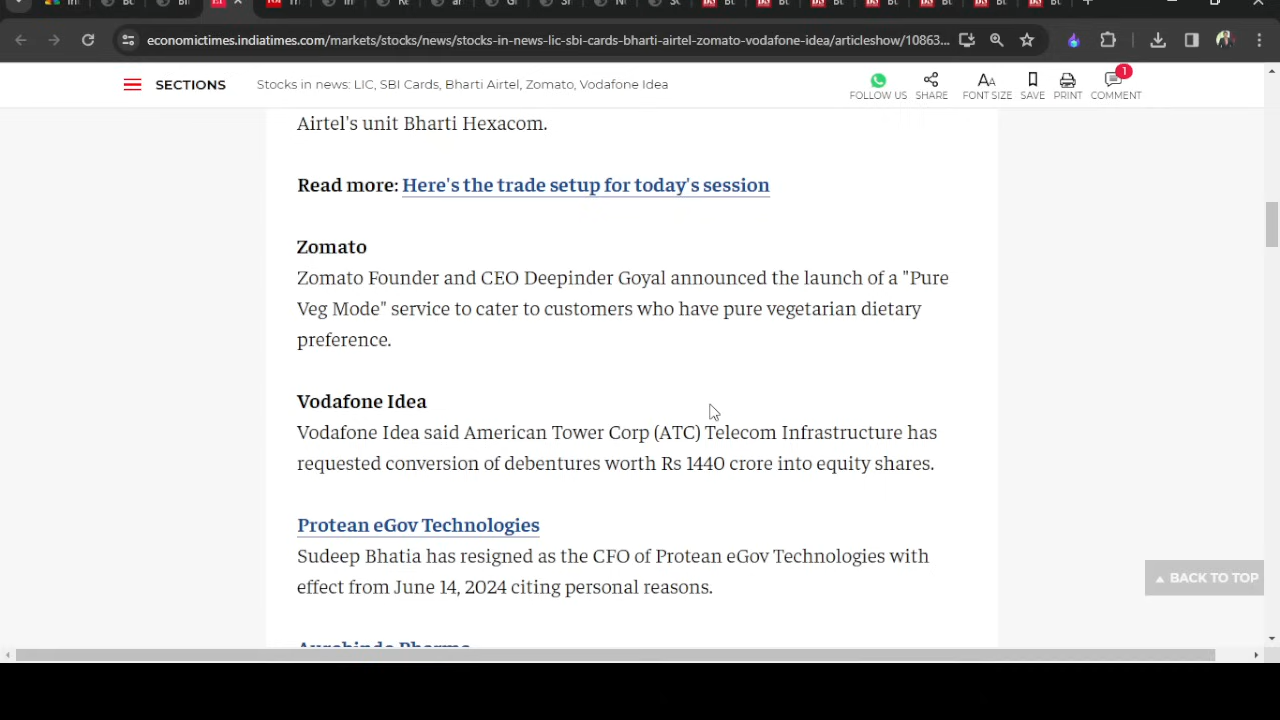 economictimes.indiatimes.com/markets/stocks/news/stocks-in-news-lic-sbi-cards-bharti-airtel-zomato-vodafone-idea/articleshow/10863...
SECTIONS
Stocks in news: LIC, SBI Cards, Bharti Airtel, Zomato, Vodafone Idea
FOLLOW US
SHARE
FONT SIZE
SAVE
PRINT
1
COMMENT
Airtel's unit Bharti Hexacom.
Read more: Here's the trade setup for today's session
Zomato
Zomato Founder and CEO Deepinder Goyal announced the launch of a "Pure
Veg Mode" service to cater to customers who have pure vegetarian dietary
preference.
Vodafone Idea
Vodafone Idea said American Tower Corp (ATC) Telecom Infrastructure has
requested conversion of debentures worth Rs 1440 crore into equity shares.
Protean eGov Technologies
Sudeep Bhatia has resigned as the CFO of Protean eGov Technologies with
effect from June 14, 2024 citing personal reasons.
BACK TO TOP
Aurobindo Pharma